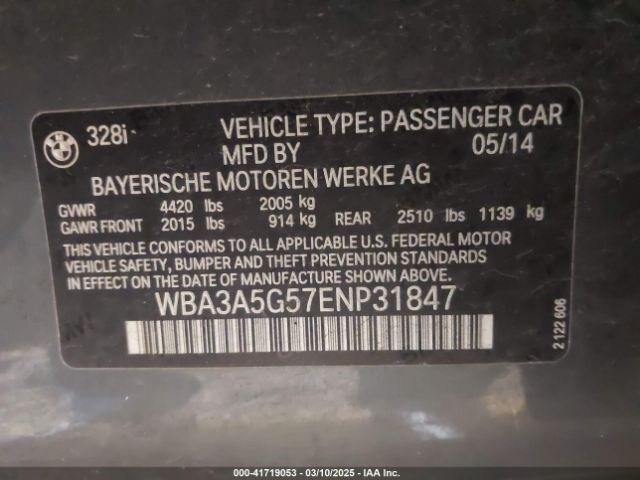 BMW
328i
VEHICLE TYPE: PASSENGER CAR
MFD BY 05/14
BAYERISCHE MOTOREN WERKE AG
GVWR 4420 lbs 2005 kg
GAWR FRONT 2015 lbs 914 kg REAR 2510 lbs 1139 kg
THIS VEHICLE CONFORMS TO ALL APPLICABLE U.S. FEDERAL MOTOR
VEHICLE SAFETY, BUMPER AND THEFT PREVENTION STANDARDS
IN EFFECT ON THE DATE OF MANUFACTURE SHOWN ABOVE.
WBA3A5G57ENP31847
2 122 606
000-41719053 - 03/10/2025 - IAA Inc.